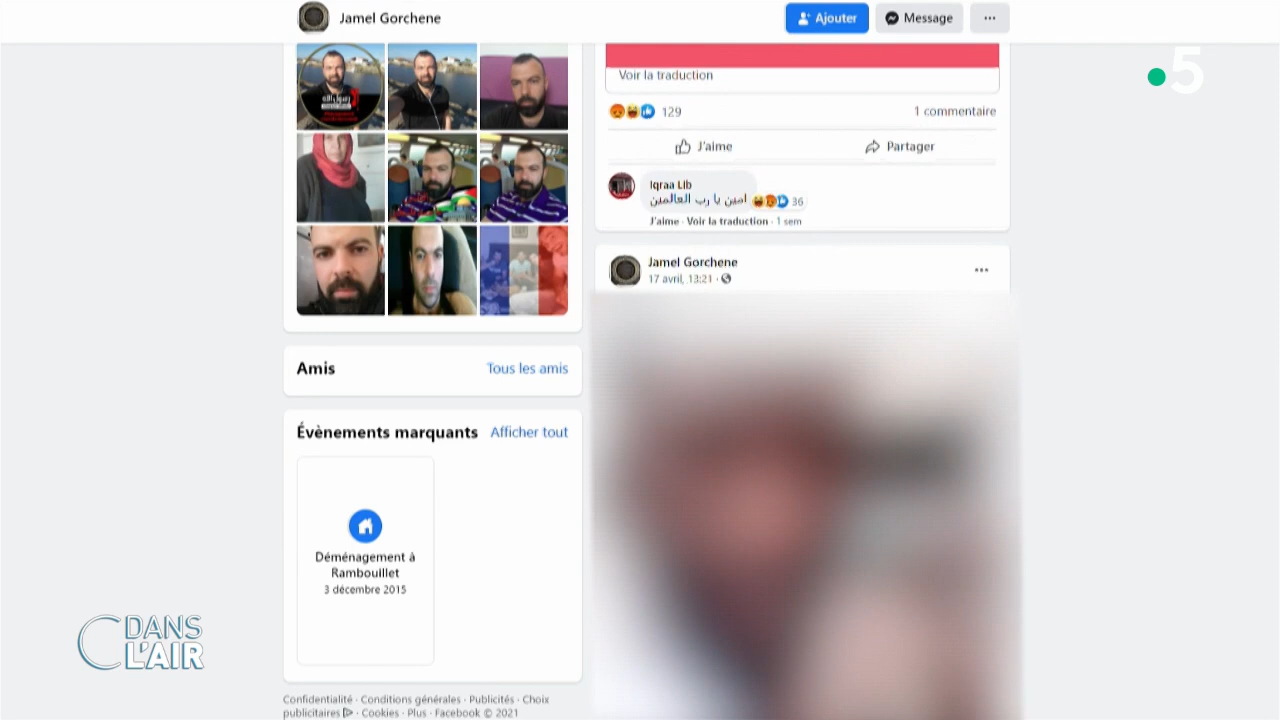 Jamel Gorchene
Ajouter
Message
5
Voir la traduction
129
1 commentaire
J'aime
Partager
Iqraa Lib
امين يا رب العالمين
36
J'aime · Voir la traduction · 1 sem
Jamel Gorchene
17 avril, 13:21 ·
رسول الله
Amis
Tous les amis
Évènements marquants
Afficher tout
Déménagement à
Rambouillet
3 décembre 2015
C DANS
L'AIR
Confidentialité · Conditions générales · Publicités · Choix
publicitaires · Cookies · Plus · Facebook © 2021